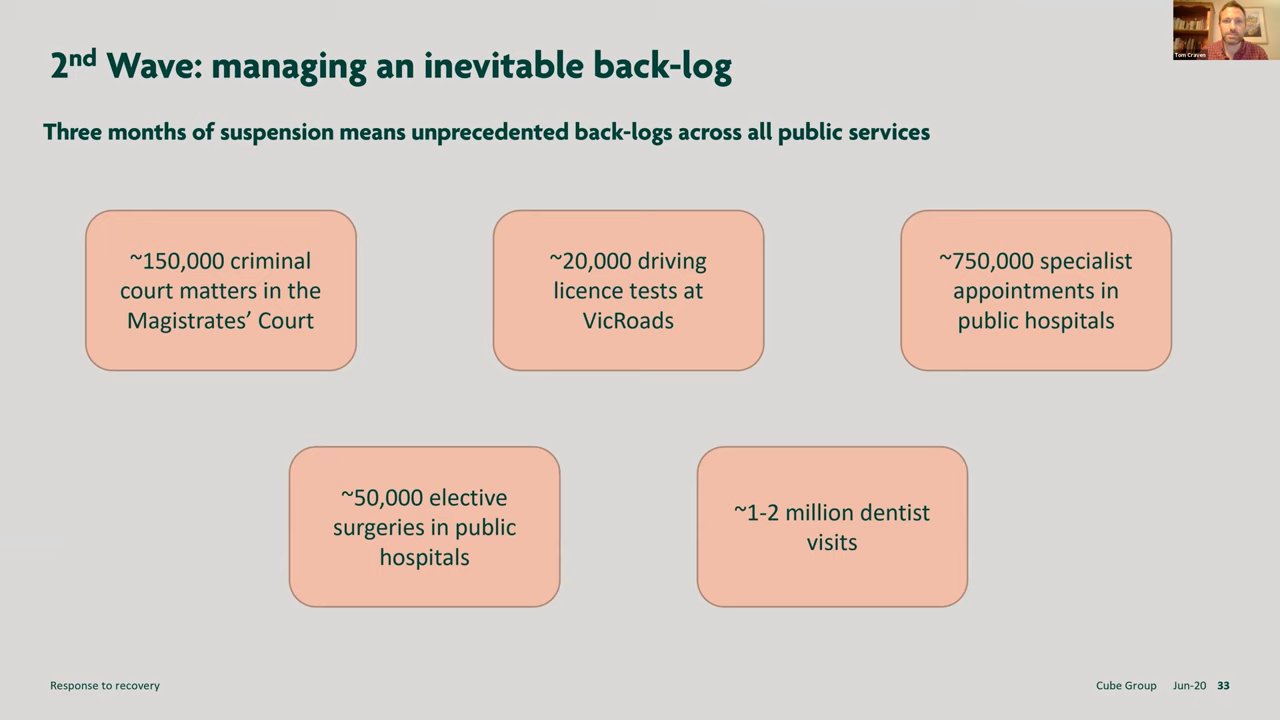 2nd Wave: managing an inevitable back-log
Tom Craven
Three months of suspension means unprecedented back-logs across all public services
~150,000 criminal
court matters in the
Magistrates’ Court
~20,000 driving
licence tests at
VicRoads
~750,000 specialist
appointments in
public hospitals
~50,000 elective
surgeries in public
hospitals
~1-2 million dentist
visits
Response to recovery
Cube Group Jun-20 33